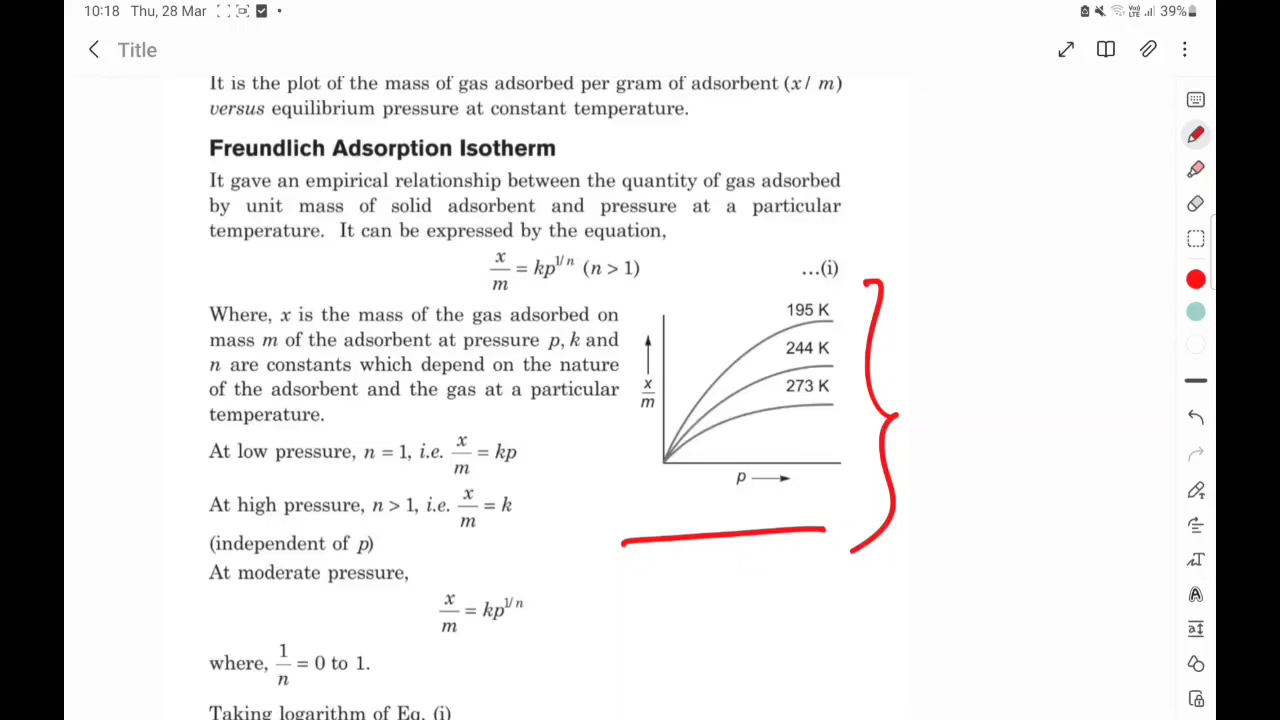 10:18 Thu, 28 Mar
39%
Title
It is the plot of the mass of gas adsorbed per gram of adsorbent (x/ m)
versus equilibrium pressure at constant temperature.
Freundlich Adsorption Isotherm
It gave an empirical relationship between the quantity of gas adsorbed
by unit mass of solid adsorbent and pressure at a particular
temperature. It can be expressed by the equation,
x/m = kp^1/n (n > 1) ...(i)
Where, x is the mass of the gas adsorbed on
mass m of the adsorbent at pressure p, k and
n are constants which depend on the nature
of the adsorbent and the gas at a particular
temperature.
195 K
244 K
273 K
x/m
p
At low pressure, n = 1, i.e. x/m = kp
At high pressure, n > 1, i.e. x/m = k
(independent of p)
At moderate pressure,
x/m = kp^1/n
where, 1/n = 0 to 1.
Taking logarithm of Eq. (i)